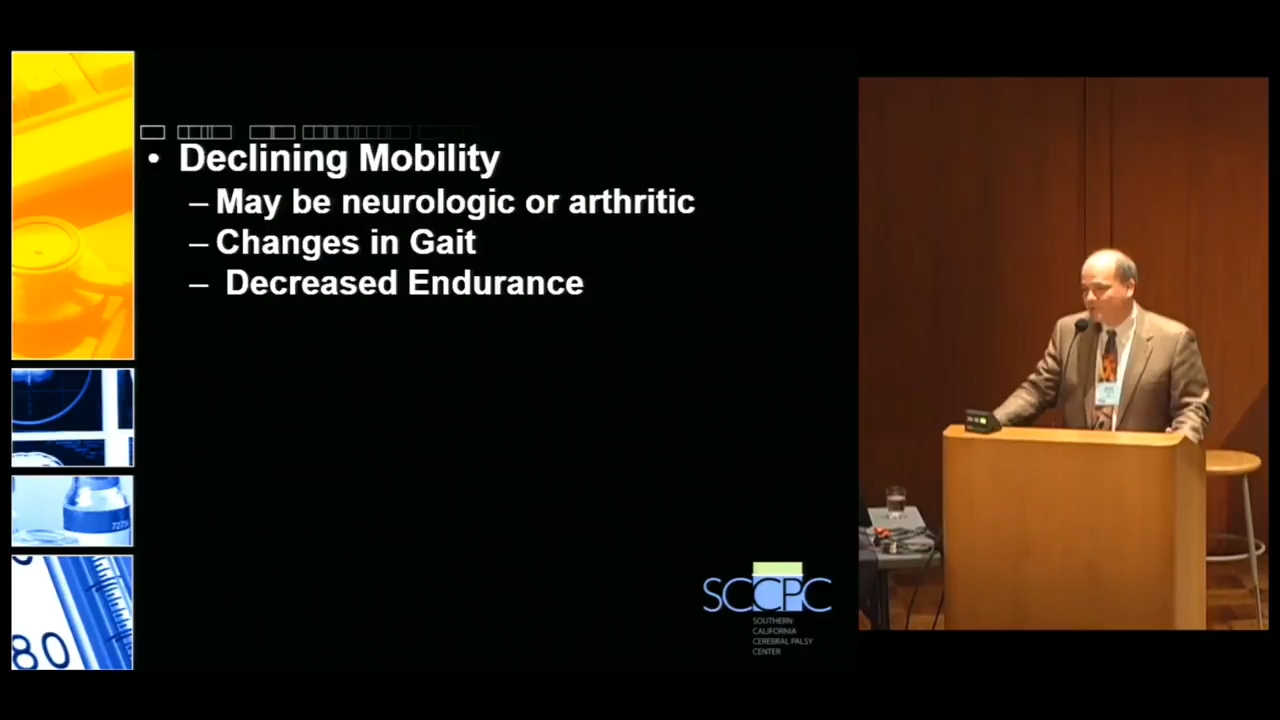 • Declining Mobility
– May be neurologic or arthritic
– Changes in Gait
– Decreased Endurance
80
SCCPC
SOUTHERN
CALIFORNIA
CEREBRAL PALSY
CENTER